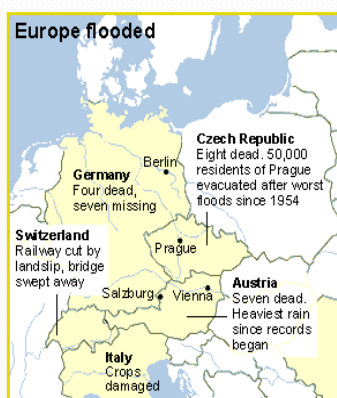 Europe flooded
Czech Republic
Eight dead. 50,000
residents of Prague
evacuated after worst
floods since 1954
Berlin
Germany
Four dead,
seven missing
Switzerland
Railway cut by
landslip, bridge
swept away
Prague
Salzburg
Vienna
Austria
Seven dead.
Heaviest rain
since records
began
Italy
Crops
damaged